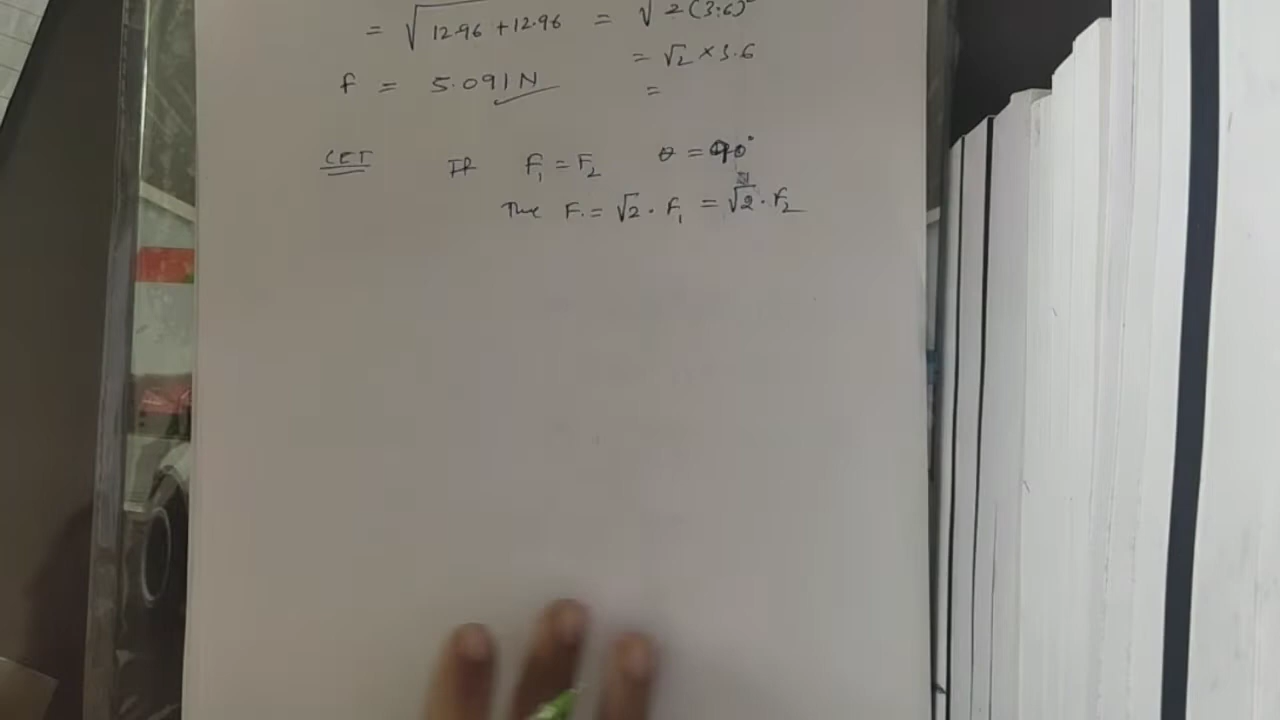 = √12.96 + 12.96 = √2(3.6)²
= √2 × 3.6
f = 5.091 N =
CET If F₁ = F₂ θ = 90°
F = √2 . F₁ = √2 . F₂